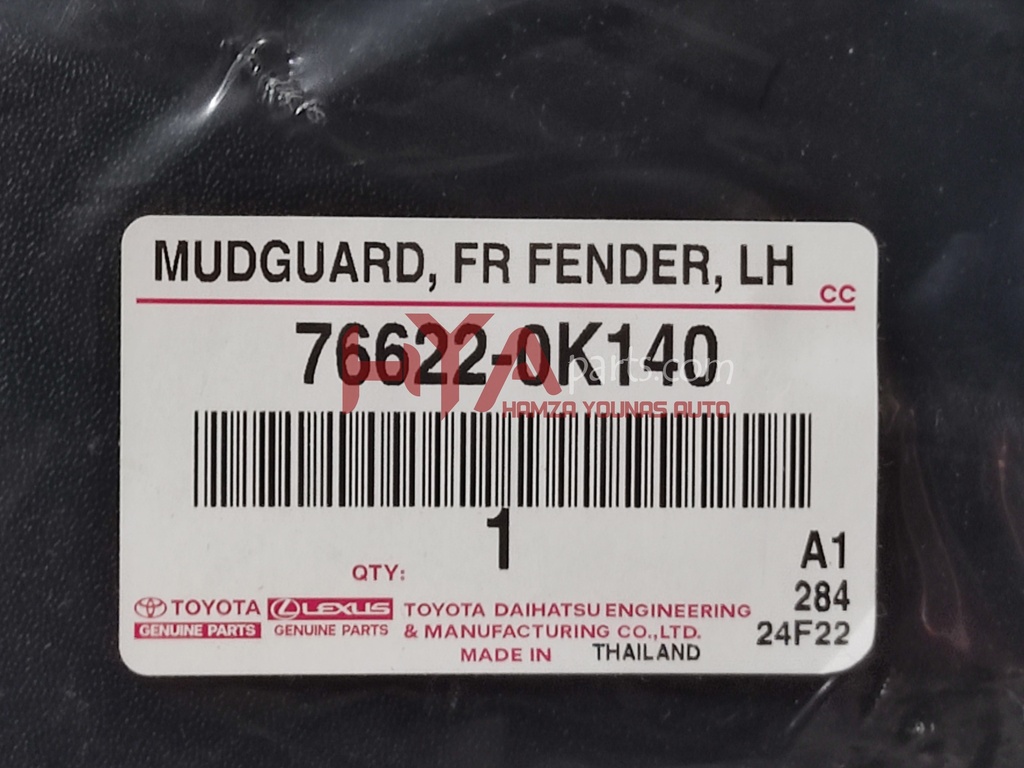 MUDGUARD, FR FENDER, LH
CC
76622-0K140
HYA parts.com
HAMZA YOUNAS AUTO
1
QTY:
A1
284
24F22
TOYOTA
GENUINE PARTS
LEXUS
GENUINE PARTS
TOYOTA DAIHATSU ENGINEERING
& MANUFACTURING CO.,LTD.
MADE IN THAILAND